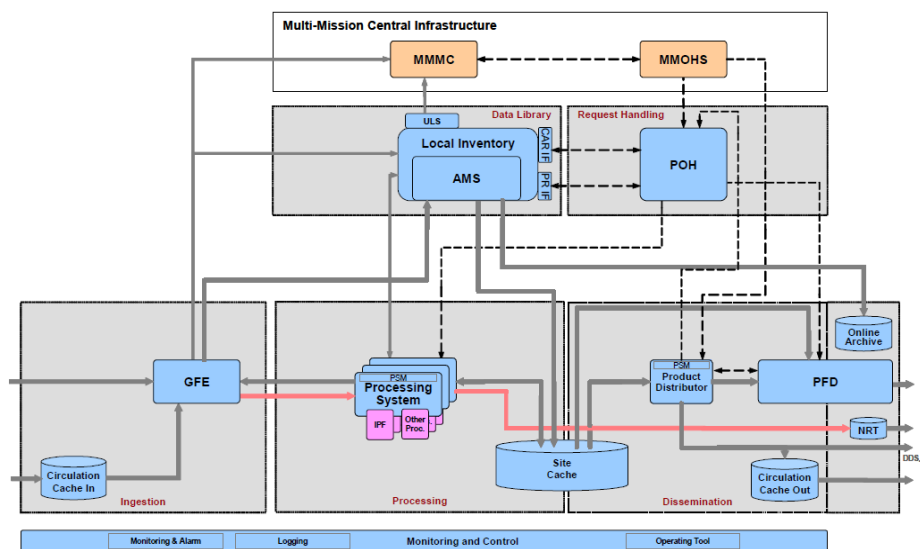 Multi-Mission Central Infrastructure
MMMC
MMOHS
Data Library
Request Handling
ULS
Local Inventory
CAR IF
AMS
PR IF
POH
Online
Archive
GFE
PSM
Processing
System
IPF
Other
Proc.
PSM
Product
Distributor
PFD
NRT
DDS,
Circulation
Cache In
Site
Cache
Circulation
Cache Out
Ingestion
Processing
Dissemination
Monitoring & Alarm
Logging
Monitoring and Control
Operating Tool